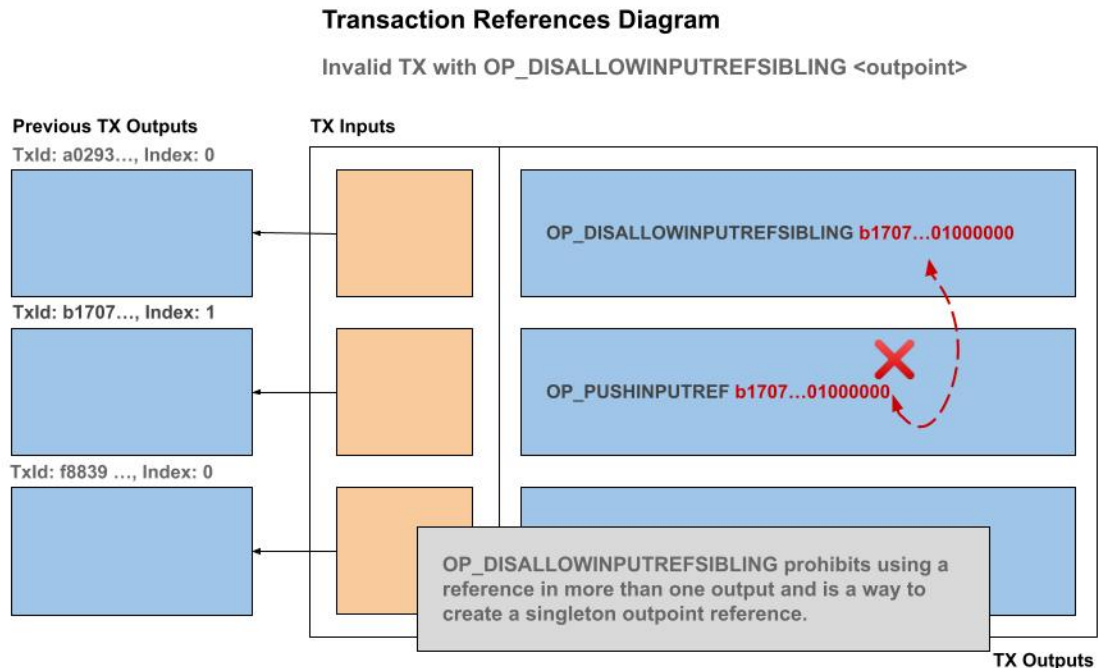 Transaction References Diagram
Invalid TX with OP_DISALLOWINPUTREFSIBLING <outpoint>
Previous TX Outputs
TX Inputs
TxId: a0293…, Index: 0
OP_DISALLOWINPUTREFSIBLING b1707…01000000
TxId: b1707…, Index: 1
OP_PUSHINPUTREF b1707…01000000
TxId: f8839 …, Index: 0
OP_DISALLOWINPUTREFSIBLING prohibits using a
reference in more than one output and is a way to
create a singleton outpoint reference.
TX Outputs